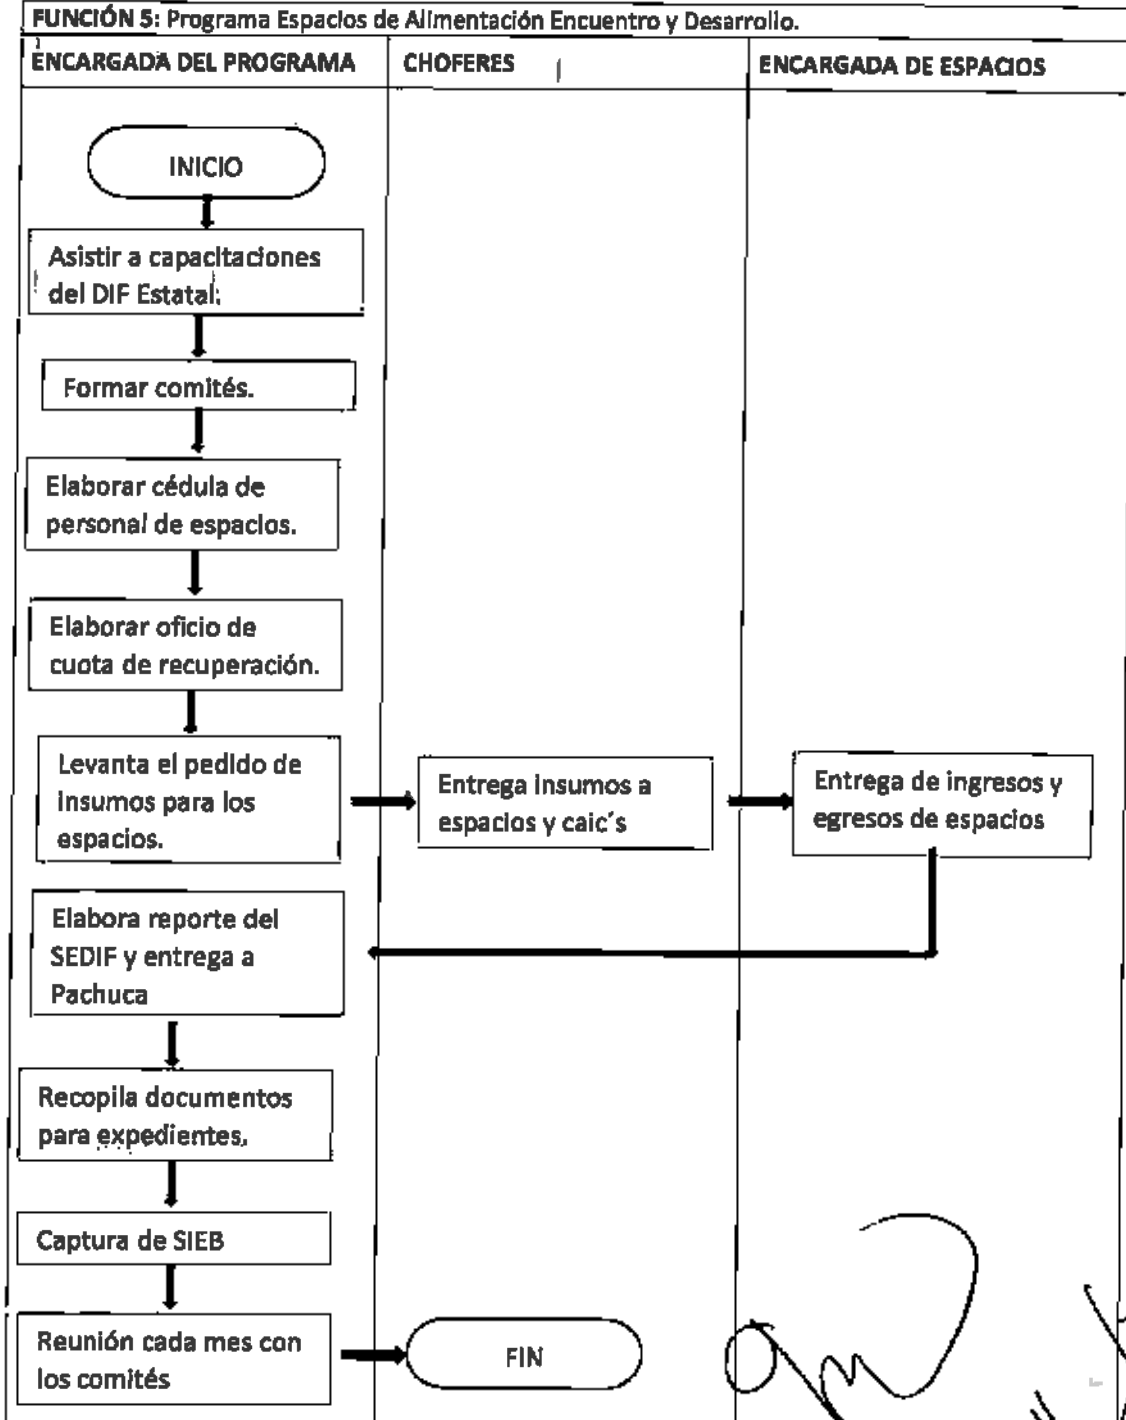 FUNCIÓN 5: Programa Espacios de Alimentación Encuentro y Desarrollo.
ENCARGADA DEL PROGRAMA
CHOFERES
ENCARGADA DE ESPACIOS
INICIO
Asistir a capacitaciones
del DIF Estatal.
Formar comités.
Elaborar cédula de
personal de espacios.
Elaborar oficio de
cuota de recuperación.
Levanta el pedido de
insumos para los
espacios.
Entrega insumos a
espacios y caic´s
Entrega de ingresos y
egresos de espacios
Elabora reporte del
SEDIF y entrega a
Pachuca
Recopila documentos
para expedientes.
Captura de SIEB
Reunión cada mes con
los comités
FIN